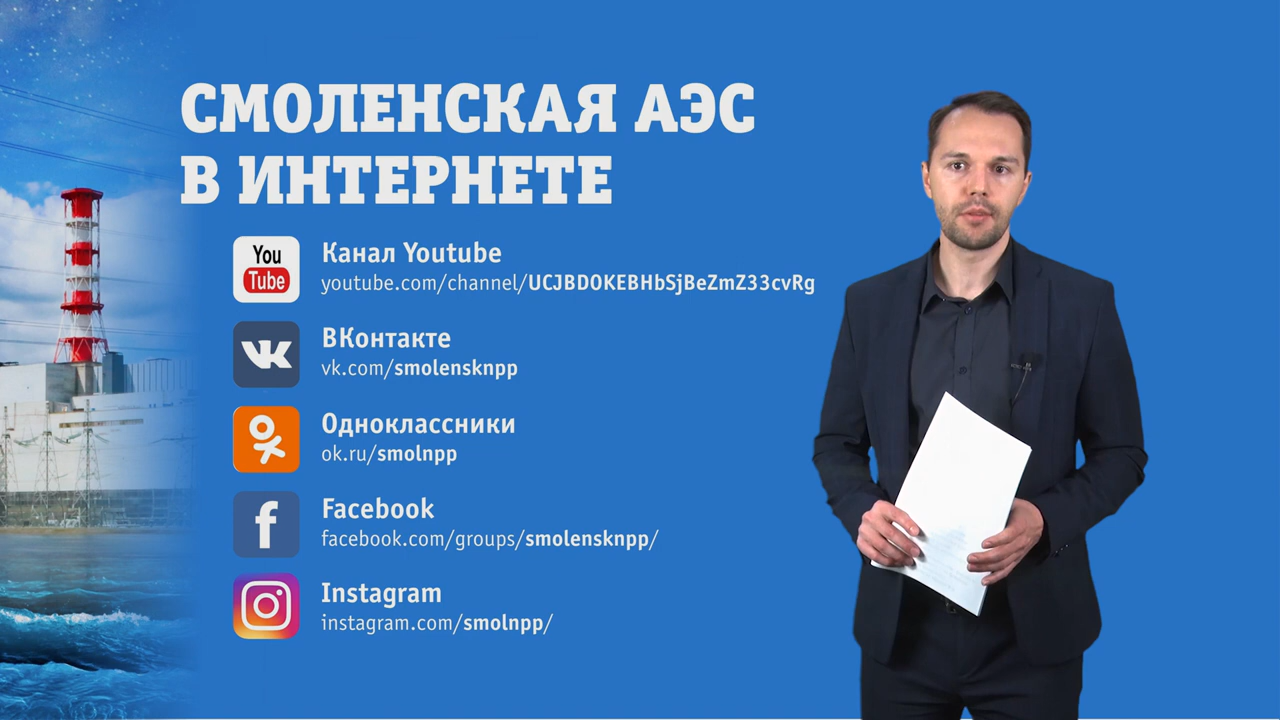 СМОЛЕНСКАЯ АЭС
В ИНТЕРНЕТЕ
You
Tube
Канал Youtube
youtube.com/channel/UCJBD0KEBHbSjBeZmZ33cvRg
ВКонтакте
vk.com/smolensknpp
Одноклассники
ok.ru/smolnpp
Facebook
facebook.com/groups/smolensknpp/
Instagram
instagram.com/smolnpp/